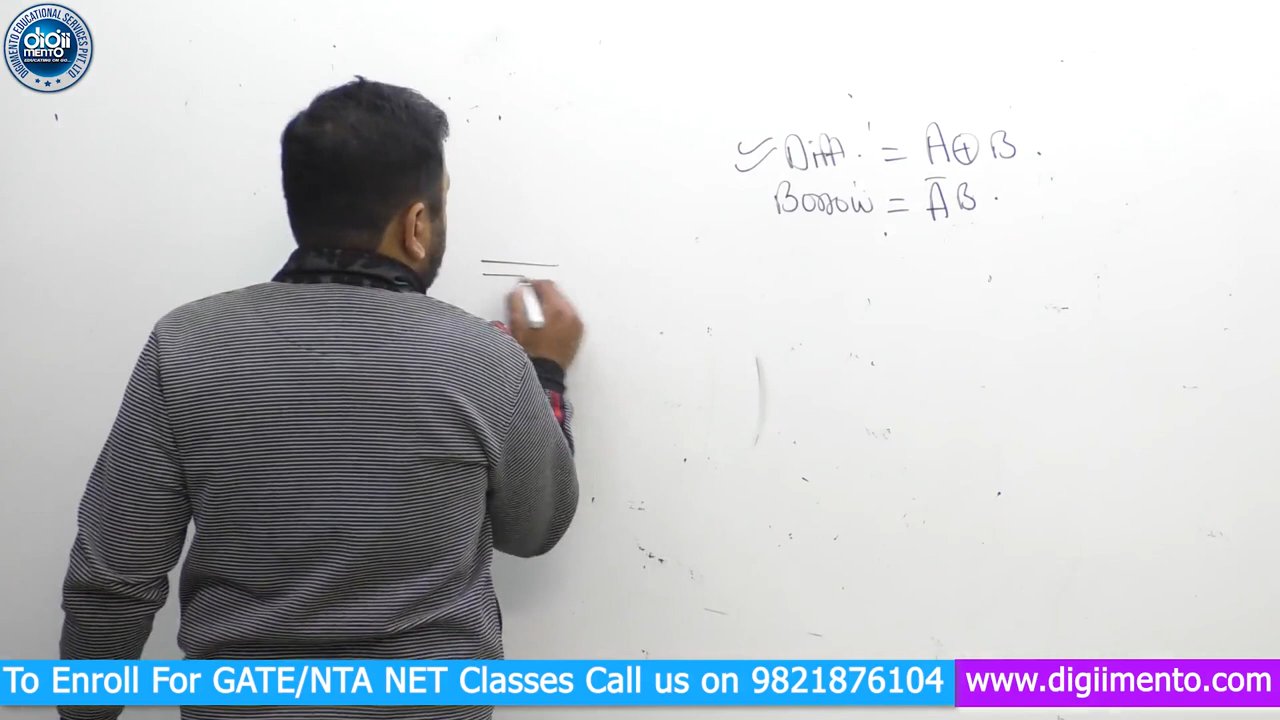 DIGIIMENTO EDUCATIONAL SERVICES PVT. LTD
digii
MENTO
EDUCATING ON GO...
Diff. = A⊕B.
Borrow = A̅B.
To Enroll For GATE/NTA NET Classes Call us on 9821876104
www.digiimento.com